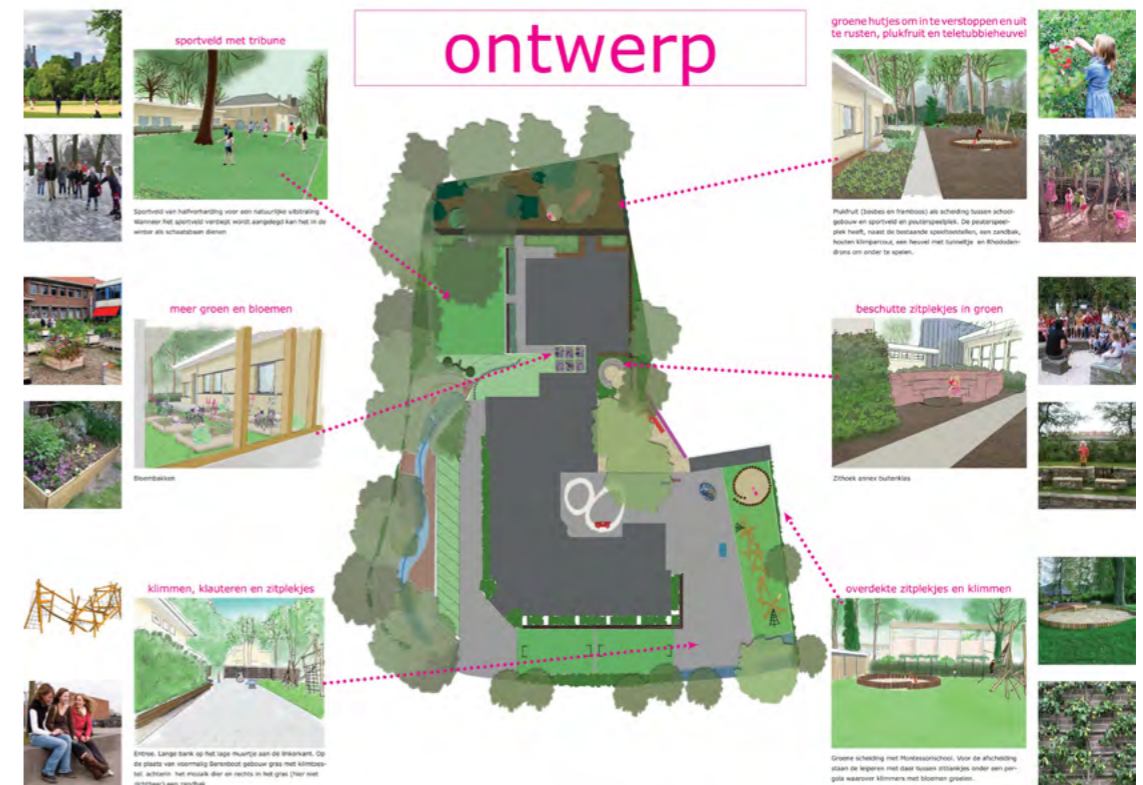 ontwerp
sportveld met tribune
Sportveld van halfverharding voor een natuurlijke uitstraling
Wanneer het sportveld verdiept wordt aangelegd kan het in de
winter als schaatsbaan dienen
meer groen en bloemen
Bloembakken
klimmen, klauteren en zitplekjes
Entree. Lange bank op het lage muurtje aan de linkerkant. Op
de plaats van voormalig Berenboot gebouw gras met klimtoes-
tel. achterin het mozaik dier en rechts in het gras (hier niet
zichtbaar) een zandbak
groene hutjes om in te verstoppen en uit
te rusten, plukfruit en teletubbieheuvel
Plukfruit (bosbes en framboos) als scheiding tussen school-
gebouw en sportveld en peuterspeelplek. De peuterspeel-
plek heeft, naast de bestaande speeltoestellen, een zandbak,
houten klimparcour, een heuvel met tunneltje en Rhododen-
drons om onder te spelen.
beschutte zitplekjes in groen
Zithoek annex buitenklas
overdekte zitplekjes en klimmen
Groene scheiding met Montessorischool. Voor de afscheiding
staan de leiperen met daar tussen zitbankjes onder een per-
gola waarover klimmers met bloemen groeien.